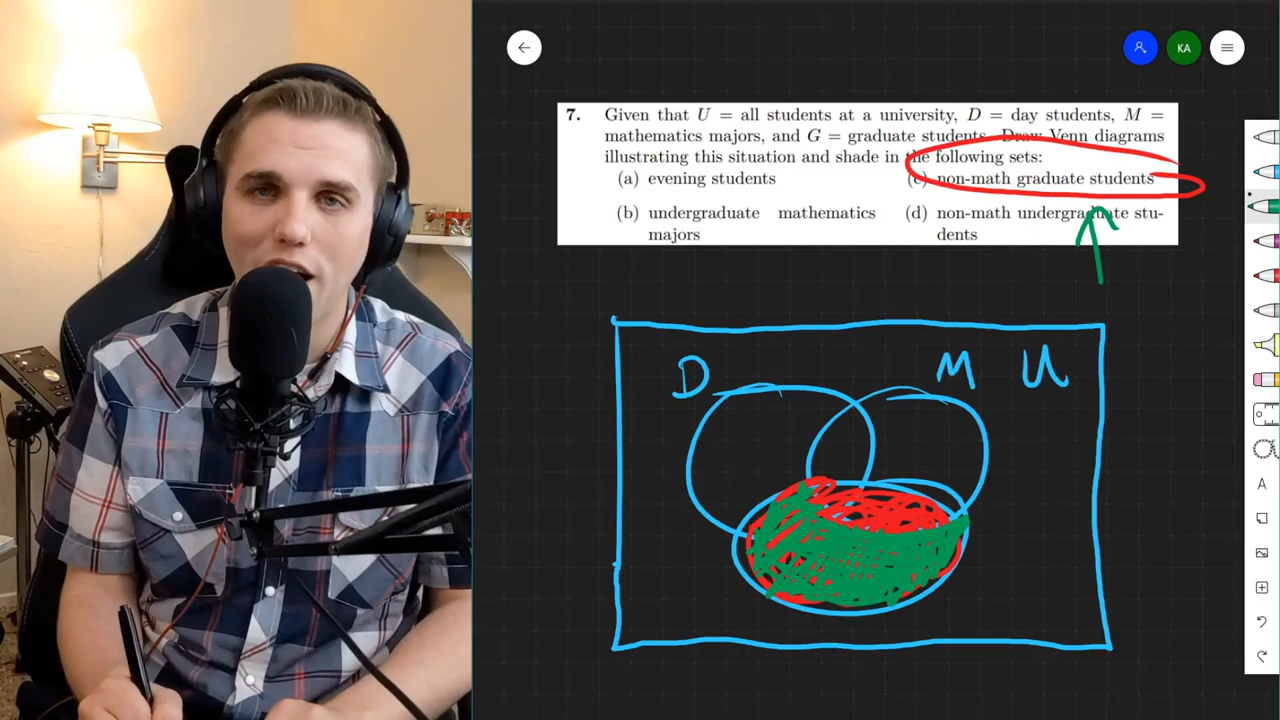 KA
7. Given that U = all students at a university, D = day students, M =
mathematics majors, and G = graduate students. Draw Venn diagrams
illustrating this situation and shade in the following sets:
(a) evening students (c) non-math graduate students
(b) undergraduate mathematics majors (d) non-math undergraduate stu-
dents
D M U
A